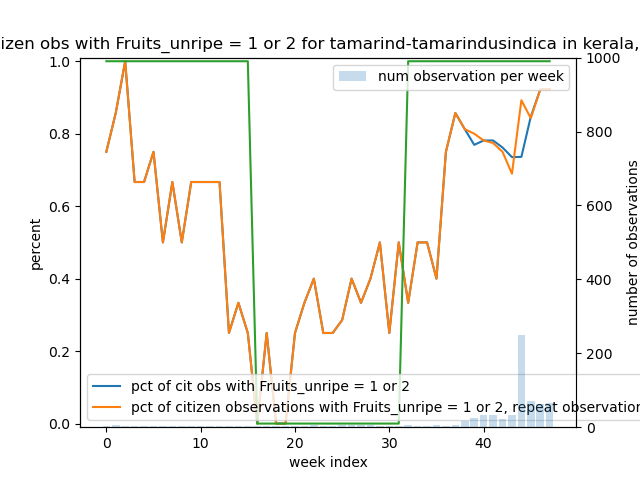 izen obs with Fruits_unripe = 1 or 2 for tamarind-tamarindusindica in kerala,
num observation per week
1.0
0.8
0.6
0.4
0.2
0.0
percent
1000
800
600
400
200
0
number of observations
pct of cit obs with Fruits_unripe = 1 or 2
pct of citizen observations with Fruits_unripe = 1 or 2, repeat observation
0 10 20 30 40
week index